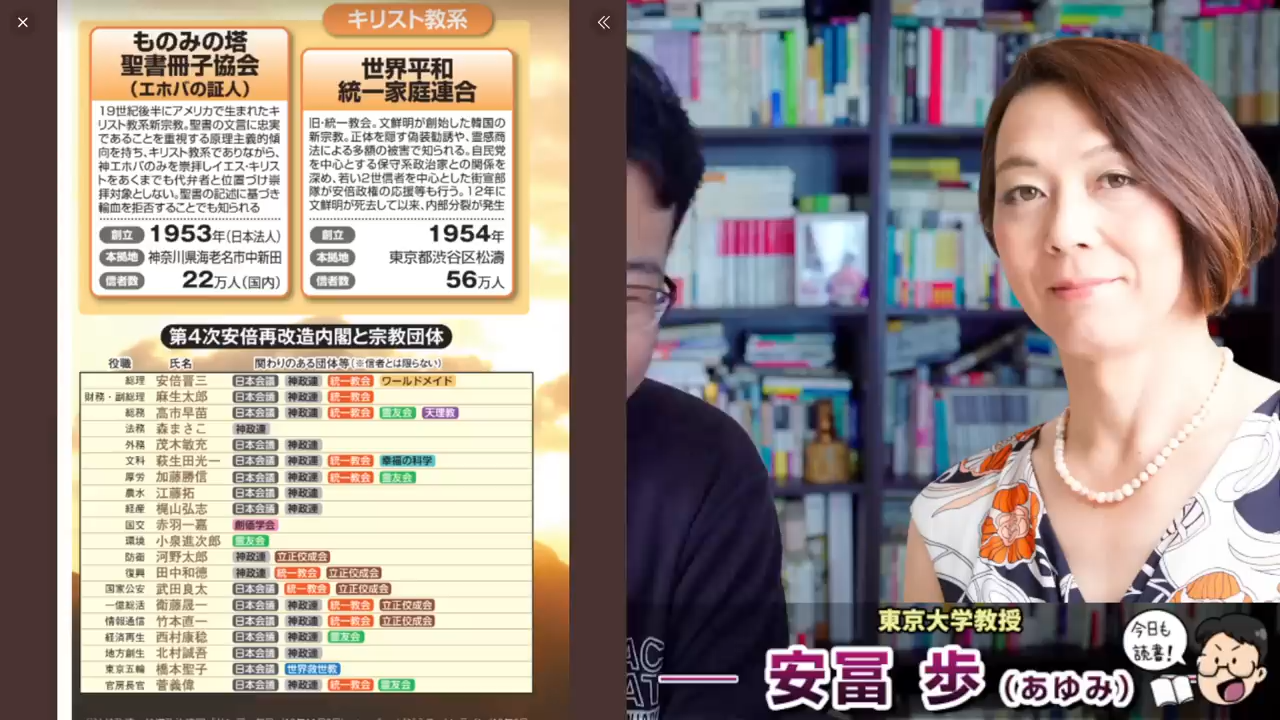 キリスト教系
ものみの塔
聖書冊子協会
（エホバの証人）
19世紀後半にアメリカで生まれたキ
リスト教系新宗教。聖書の文言に忠実
であることを重視する原理主義的傾
向を持ち、キリスト教系でありながら、
神エホバのみを崇拝しイエス・キリス
トをあくまでも代弁者と位置づけ崇
拝対象としない。聖書の記述に基づき
輸血を拒否することでも知られる
創立 1953年（日本法人）
本拠地 神奈川県海老名市中新田
信者数 22万人（国内）
世界平和
統一家庭連合
旧・統一教会。文鮮明が創始した韓国の
新宗教。正体を隠す偽装勧誘や、霊感商
法による多額の被害で知られる。自民党
を中心とする保守系政治家との関係を
深め、若い2世信者を中心とした街宣部
隊が安倍政権の応援等も行う。12年に
文鮮明が死去して以来、内部分裂が発生
創立 1954年
本拠地 東京都渋谷区松濤
信者数 56万人
第4次安倍再改造内閣と宗教団体
役職 氏名 関わりのある団体等（※信者とは限らない）
総理 安倍晋三 日本会議 神政連 統一教会 ワールドメイド
財務・副総理 麻生太郎 日本会議 神政連 統一教会
総務 高市早苗 日本会議 神政連 統一教会 霊友会 天理教
法務 森まさこ 神政連
外務 茂木敏充 日本会議 神政連
文科 萩生田光一 日本会議 神政連 統一教会 幸福の科学
厚労 加藤勝信 日本会議 神政連 統一教会 霊友会
農水 江藤拓 日本会議 神政連
経産 梶山弘志 日本会議 神政連
国交 赤羽一嘉 創価学会
環境 小泉進次郎 霊友会
防衛 河野太郎 神政連 立正佼成会
復興 田中和德 神政連 統一教会 立正佼成会
国家公安 武田良太 日本会議 統一教会 立正佼成会
一億総活 衛藤晟一 日本会議 神政連 統一教会 立正佼成会
情報通信 竹本直一 日本会議 神政連 統一教会 立正佼成会
経済再生 西村康稔 日本会議 神政連 霊友会
地方創生 北村誠吾 日本会議 神政連
東京五輪 橋本聖子 日本会議 世界救世教
官房長官 菅義偉 日本会議 神政連 統一教会 霊友会
東京大学教授
安冨 歩（あゆみ）
今日も
読書！